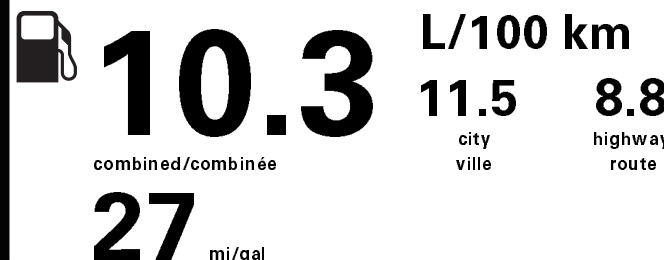 10.3
combined/combinée
L/100 km
11.5 8.8
city highway
ville route
27 mi/gal